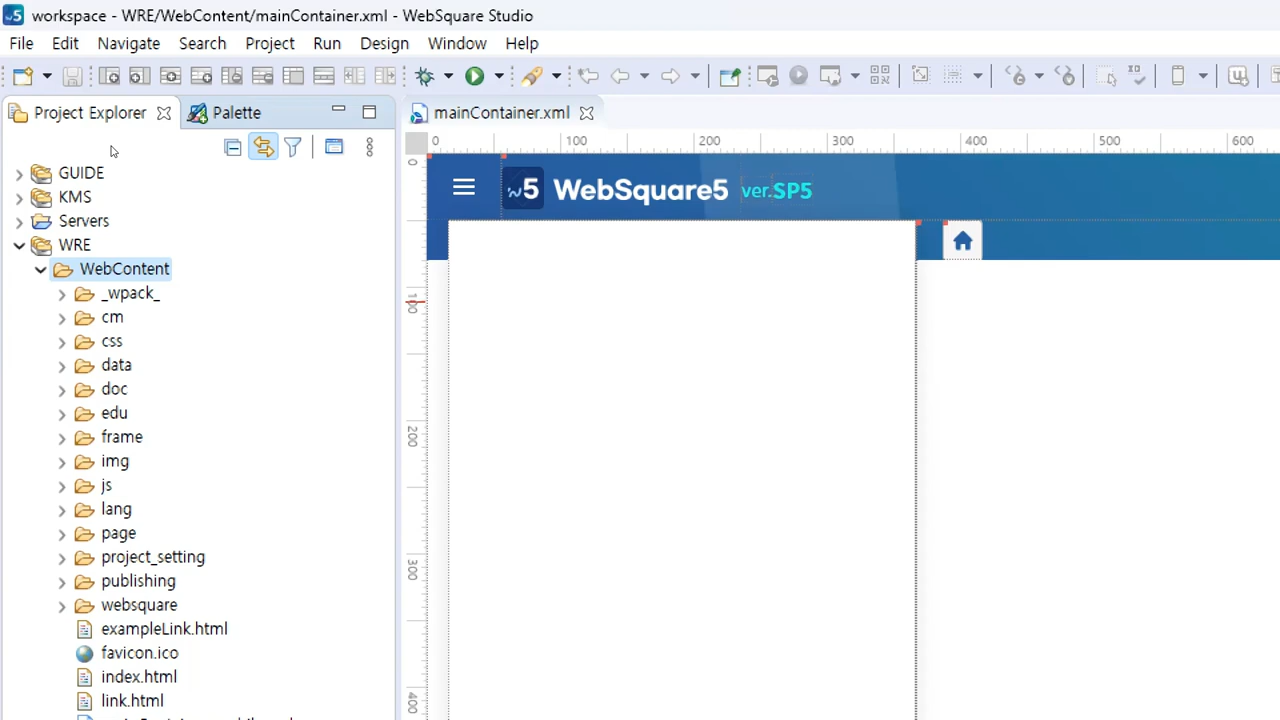 workspace - WRE/WebContent/mainContainer.xml - WebSquare Studio
File Edit Navigate Search Project Run Design Window Help
Project Explorer
Palette
mainContainer.xml
0 100 200 300 400 500 600
0
100
200
300
400
GUIDE
KMS
Servers
WRE
WebContent
_wpack_
cm
css
data
doc
edu
frame
img
js
lang
page
project_setting
publishing
websquare
exampleLink.html
favicon.ico
index.html
link.html
5 WebSquare5 ver.SP5